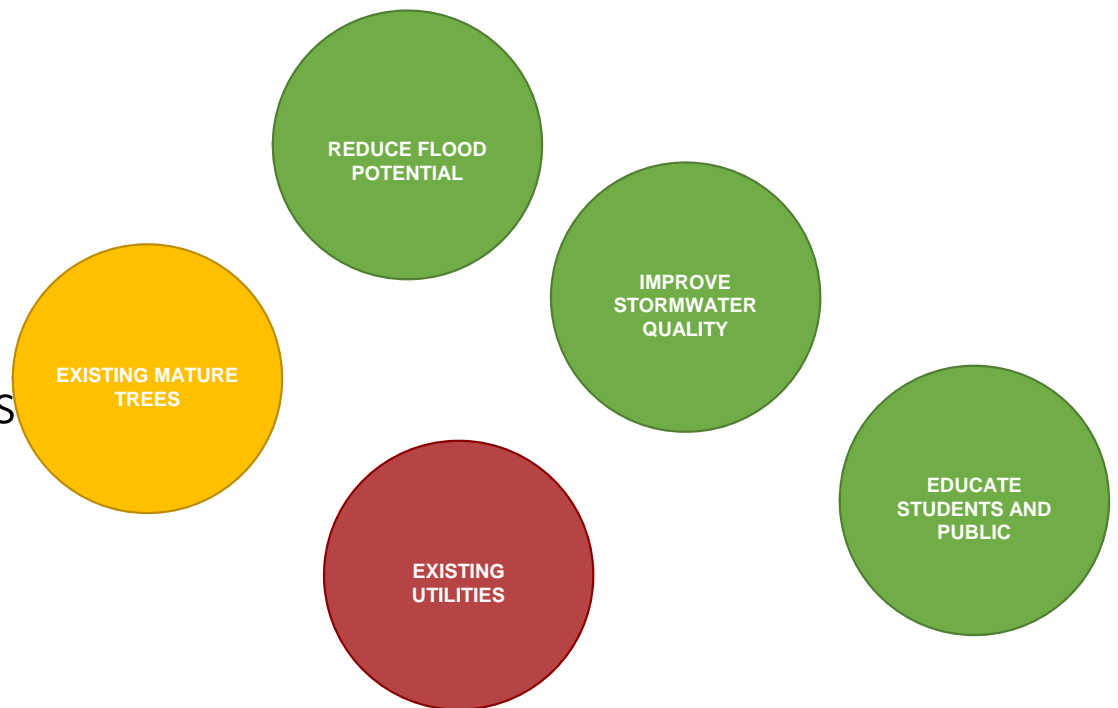 REDUCE FLOOD
POTENTIAL
IMPROVE
STORMWATER
QUALITY
EXISTING MATURE
TREES
S
EDUCATE
STUDENTS AND
PUBLIC
EXISTING
UTILITIES